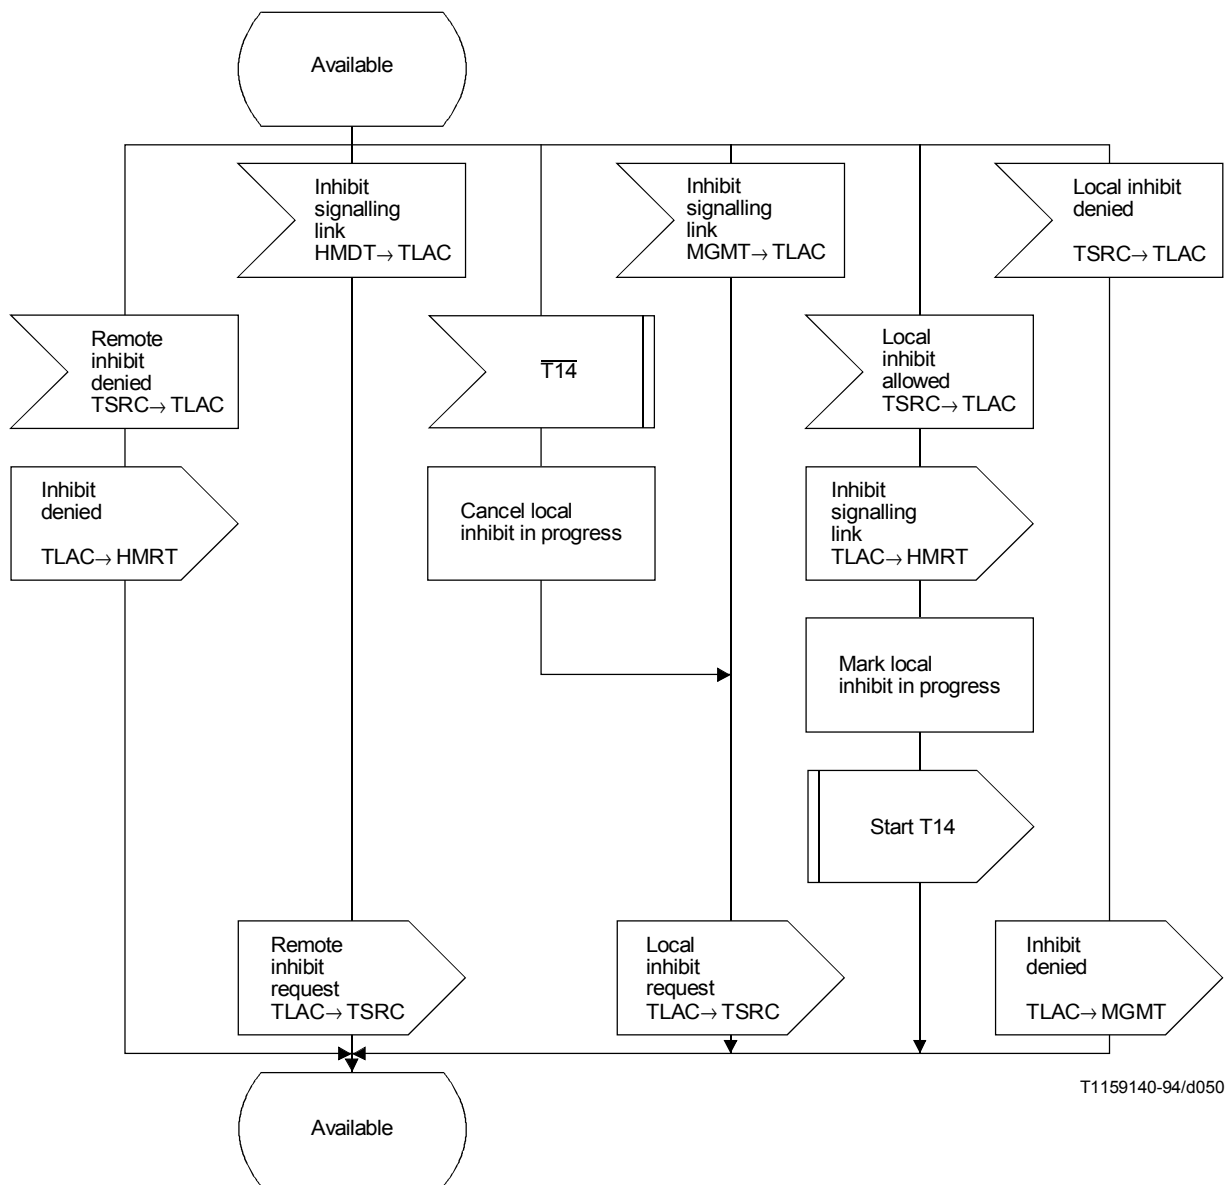 Available
Inhibit
signalling
link
HMDT→ TLAC
Inhibit
signalling
link
MGMT→ TLAC
Local inhibit
denied
TSRC→ TLAC
Remote
inhibit
denied
TSRC→ TLAC
T14
Local
inhibit
allowed
TSRC→ TLAC
Inhibit
denied
TLAC→ HMRT
Cancel local
inhibit in progress
Inhibit
signalling
link
TLAC→ HMRT
Mark local
inhibit in progress
Start T14
Remote
inhibit
request
TLAC→ TSRC
Local
inhibit
request
TLAC→ TSRC
Inhibit
denied
TLAC→ MGMT
T1159140-94/d050
Available